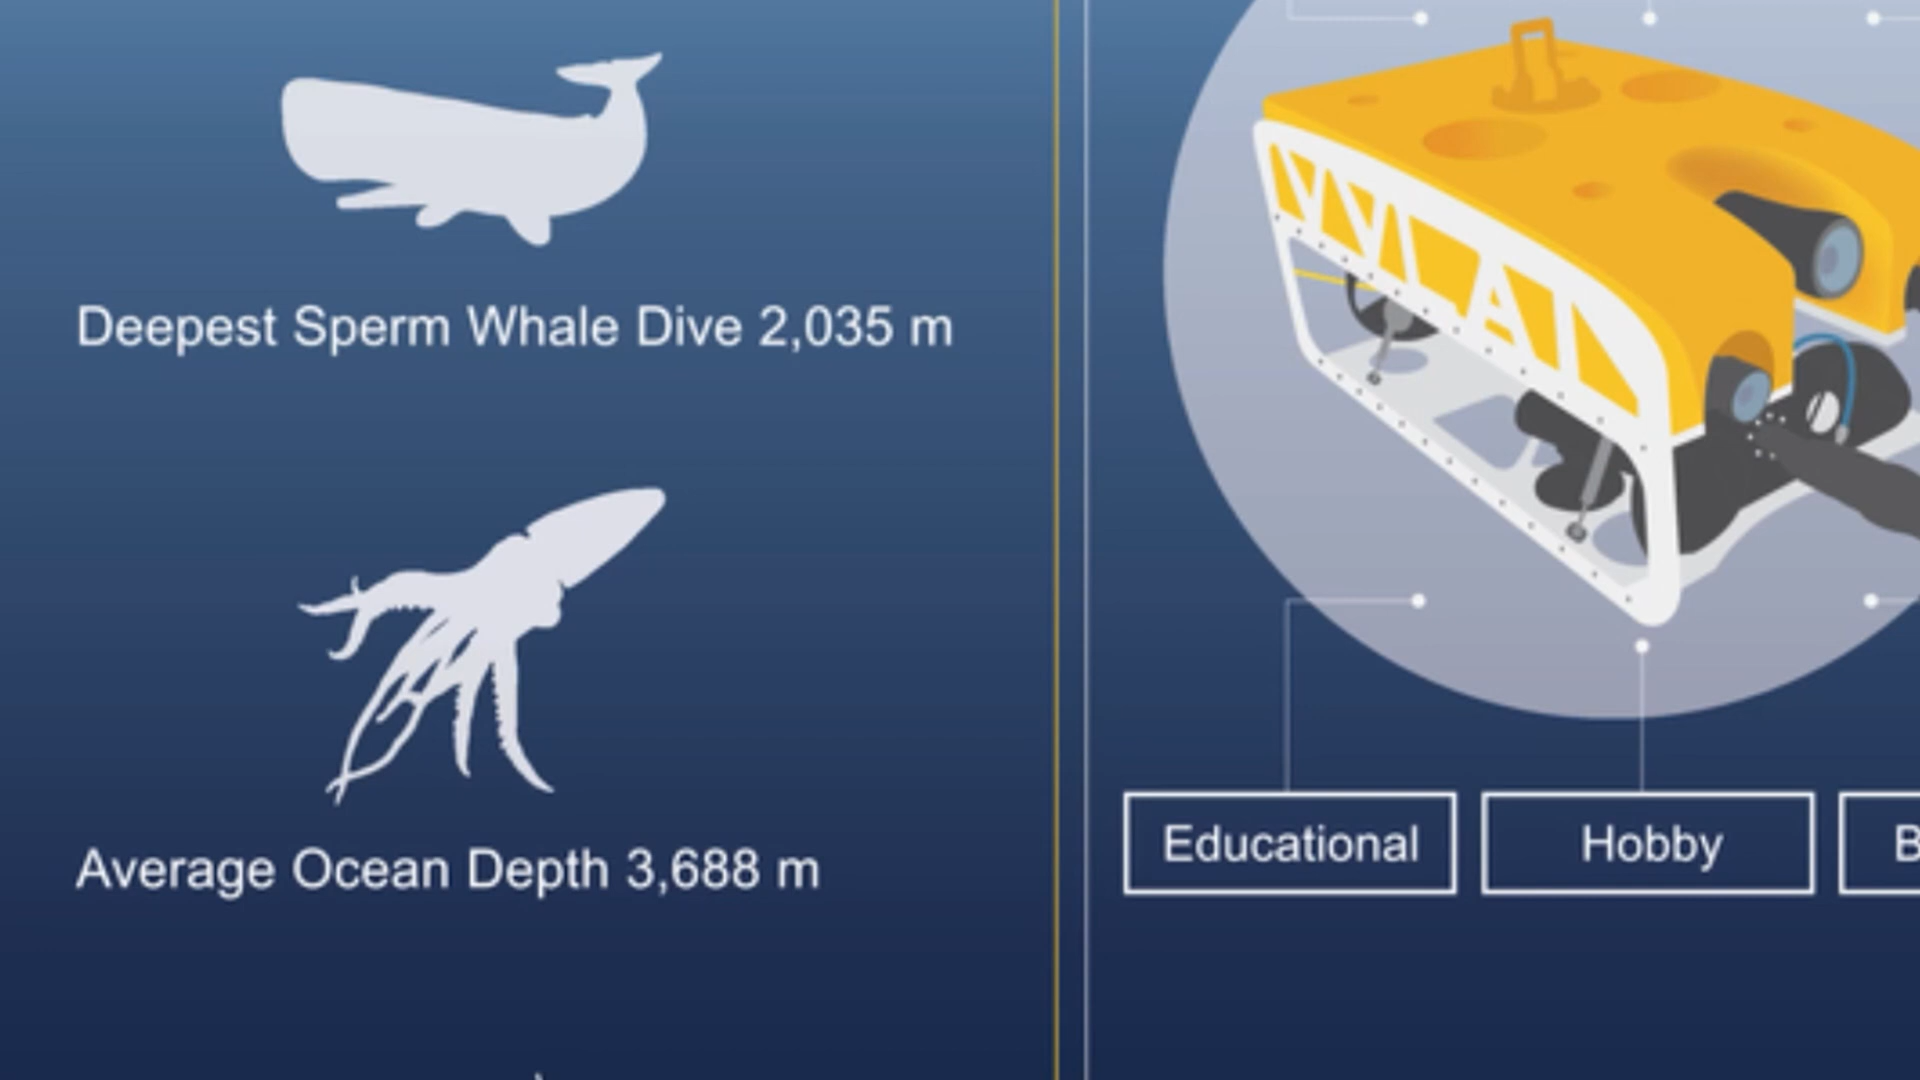 Deepest Sperm Whale Dive 2,035 m
Average Ocean Depth 3,688 m
Educational
Hobby